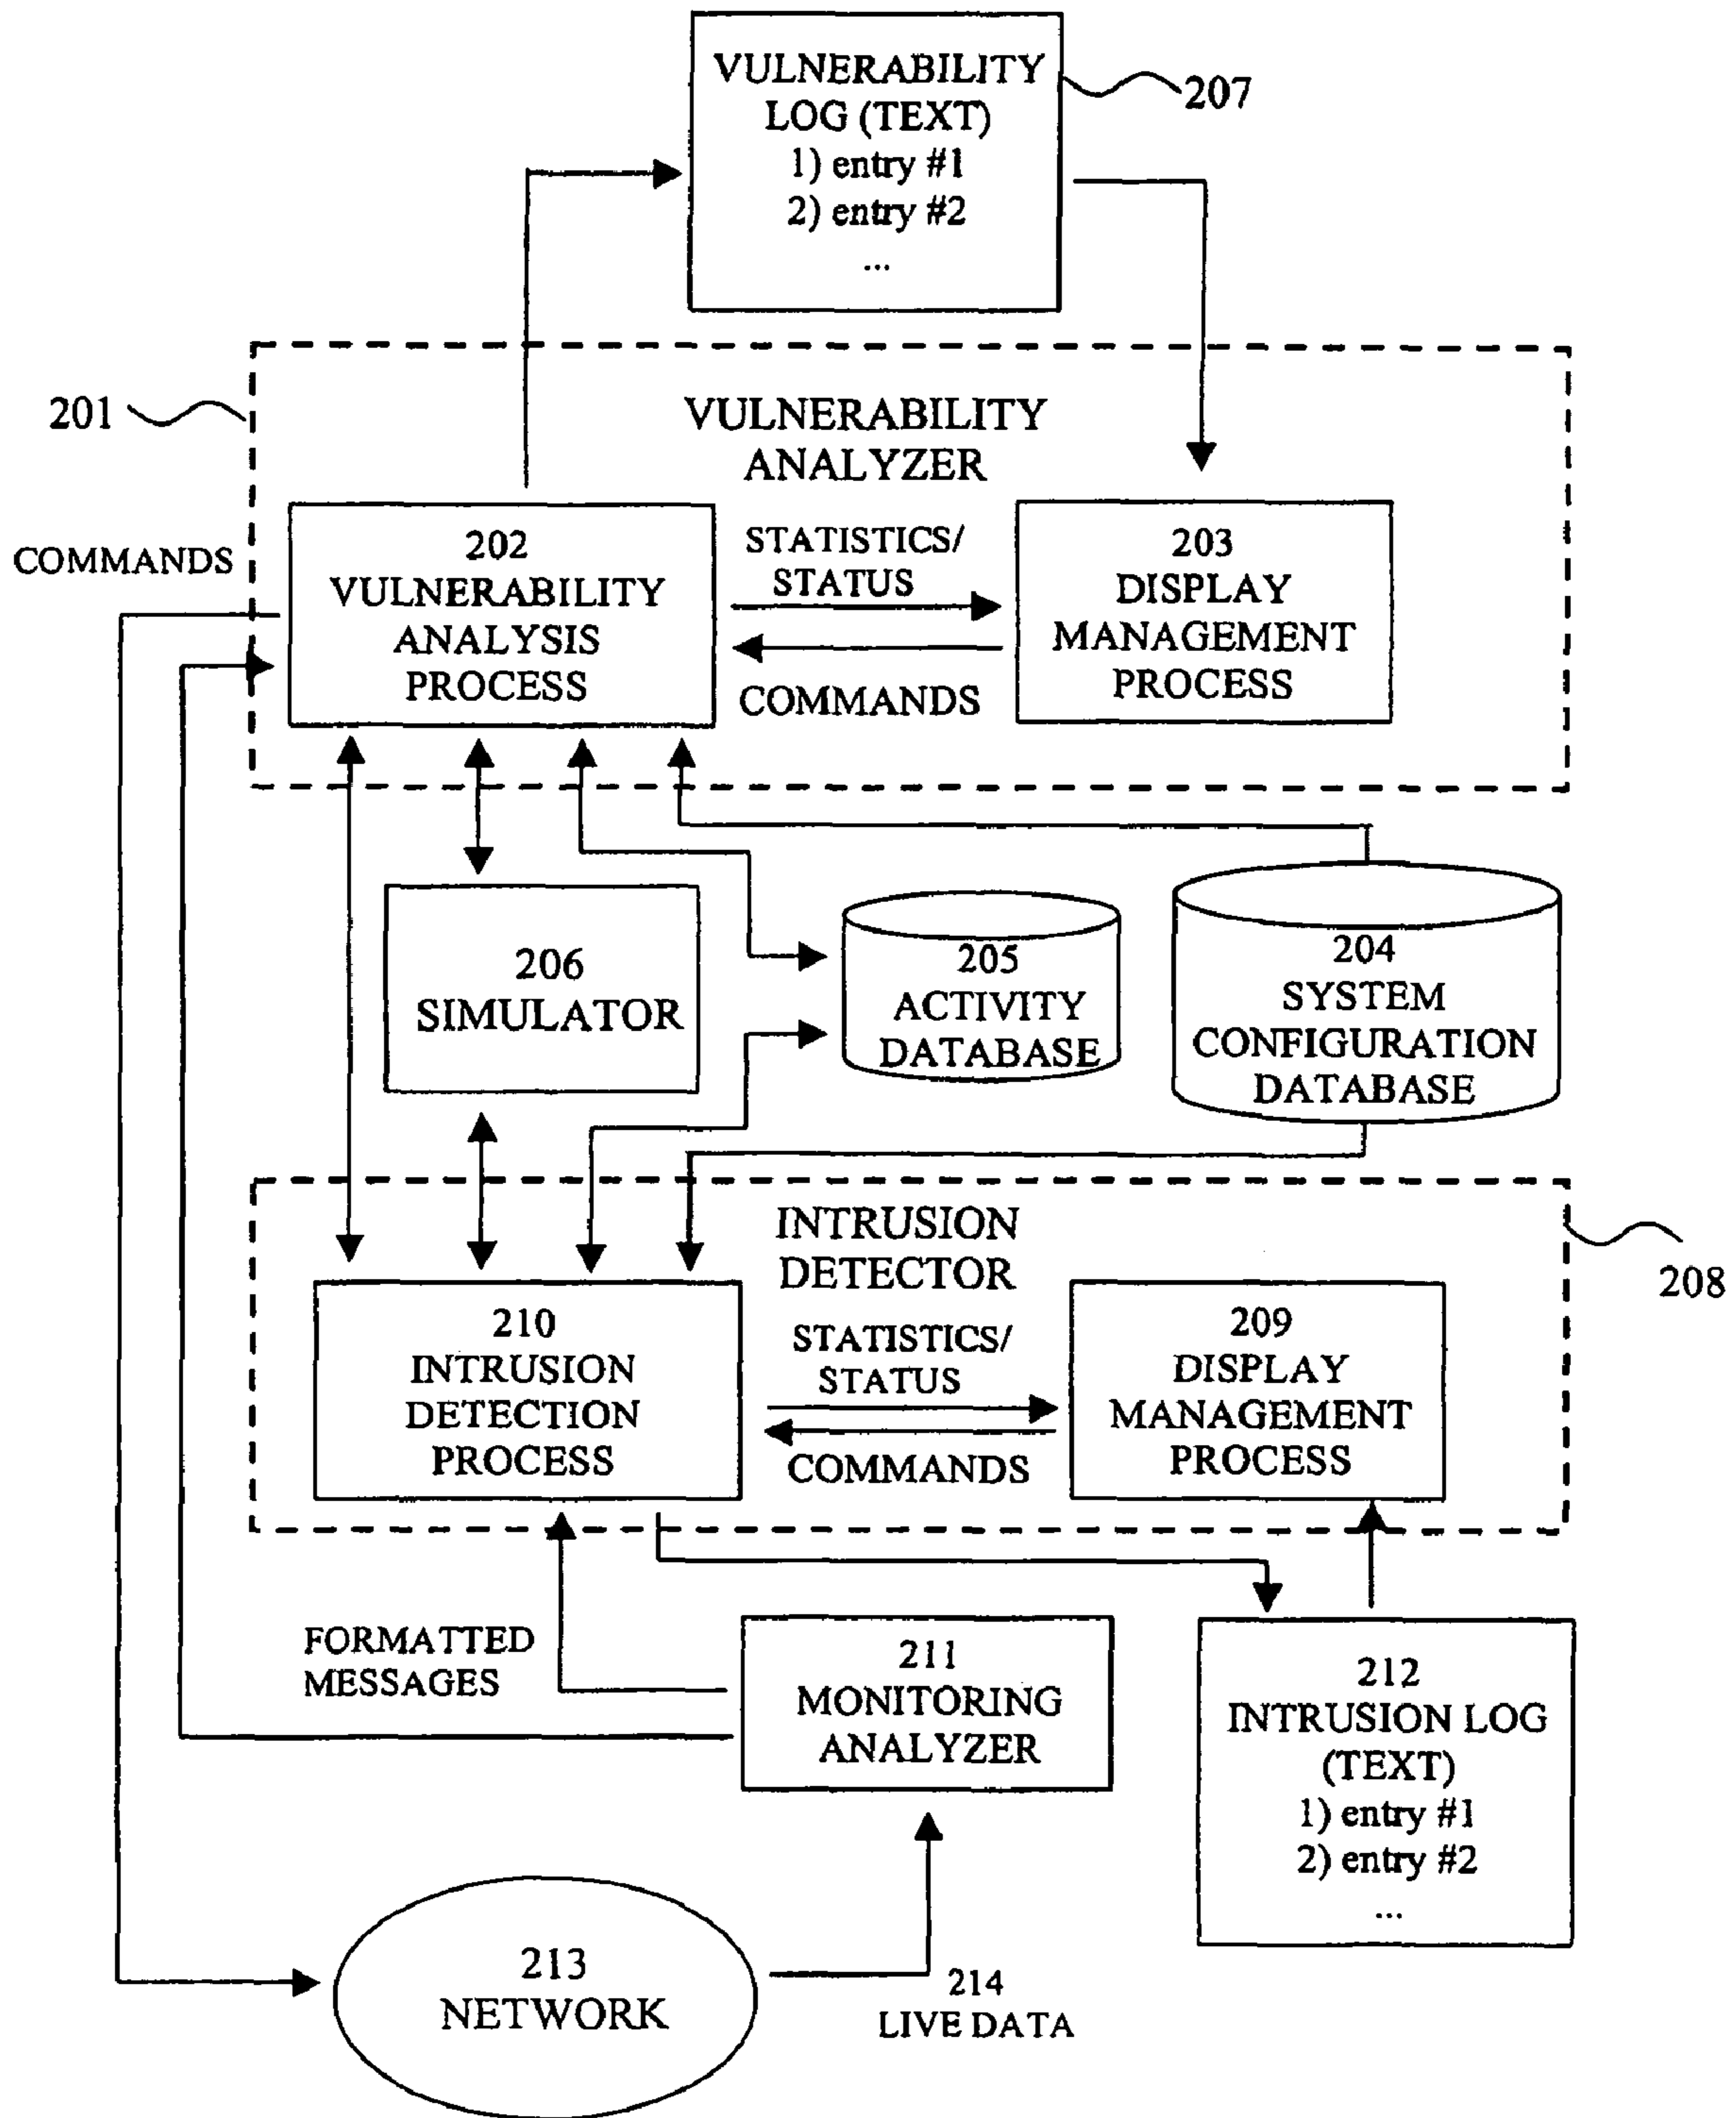 VULNERABILITY
LOG (TEXT)
1) entry #1
2) entry #2
...
207
201
VULNERABILITY
ANALYZER
COMMANDS
202
VULNERABILITY
ANALYSIS
PROCESS
STATISTICS/
STATUS
COMMANDS
203
DISPLAY
MANAGEMENT
PROCESS
206
SIMULATOR
205
ACTIVITY
DATABASE
204
SYSTEM
CONFIGURATION
DATABASE
INTRUSION
DETECTOR
208
210
INTRUSION
DETECTION
PROCESS
STATISTICS/
STATUS
COMMANDS
209
DISPLAY
MANAGEMENT
PROCESS
FORMATTED
MESSAGES
211
MONITORING
ANALYZER
212
INTRUSION LOG
(TEXT)
1) entry #1
2) entry #2
...
213
NETWORK
214
LIVE DATA